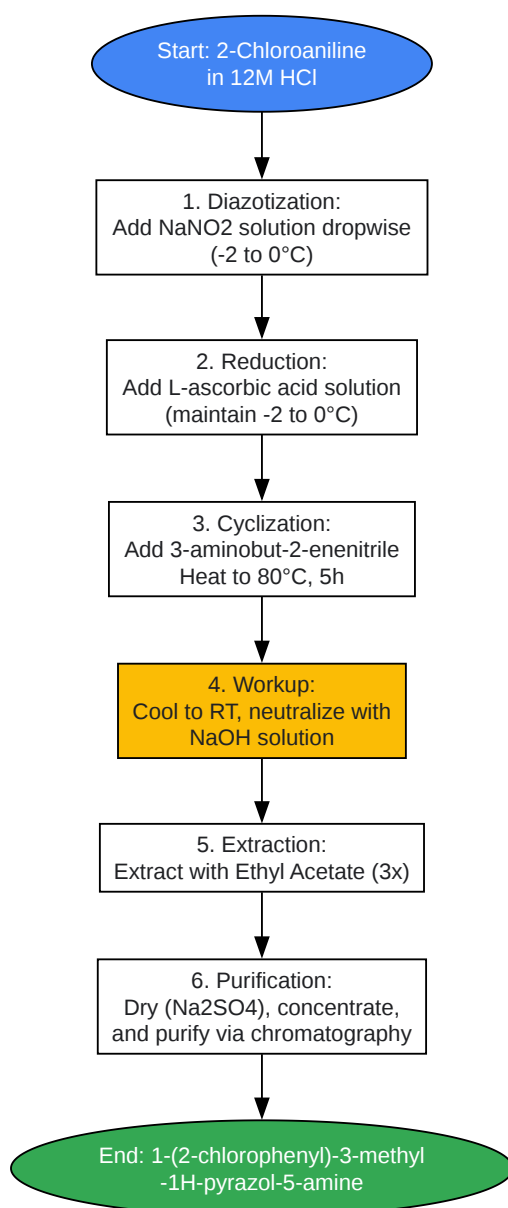 Start: 2-Chloroaniline
in 12M HCl
1. Diazotization:
Add NaNO2 solution dropwise
(-2 to 0°C)
2. Reduction:
Add L-ascorbic acid solution
(maintain -2 to 0°C)
3. Cyclization:
Add 3-aminobut-2-enenitrile
Heat to 80°C, 5h
4. Workup:
Cool to RT, neutralize with
NaOH solution
5. Extraction:
Extract with Ethyl Acetate (3x)
6. Purification:
Dry (Na2SO4), concentrate,
and purify via chromatography
End: 1-(2-chlorophenyl)-3-methyl
-1H-pyrazol-5-amine